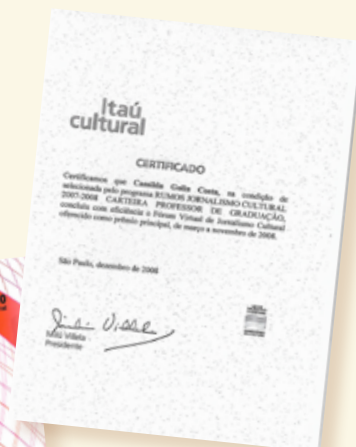 Itaú
cultural
CERTIFICADO
Certificamos que Camilla Costa, na condição de
selecionada pelo programa RUMOS JORNALISMO CULTURAL
2007-2008 CARTEIRA PROFESSOR DE GRADUAÇÃO,
concluiu com eficiência o Fórum Virtual de Jornalismo Cultural
oferecido como prêmio principal, de março a novembro de 2008.
São Paulo, dezembro de 2008
Milú Villela
Presidente